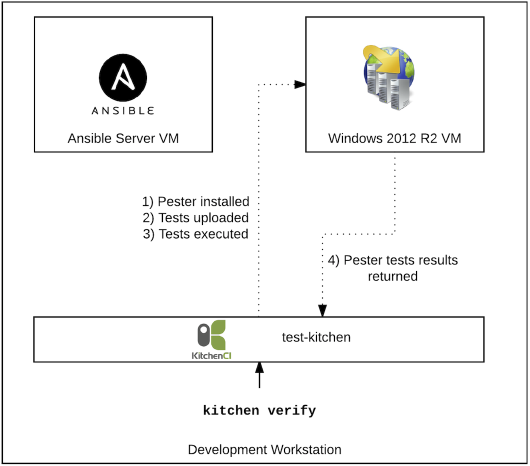 ANSIBLE
Ansible Server VM
Windows 2012 R2 VM
1) Pester installed
2) Tests uploaded
3) Tests executed
4) Pester tests results
returned
KitchenCI
test-kitchen
kitchen verify
Development Workstation